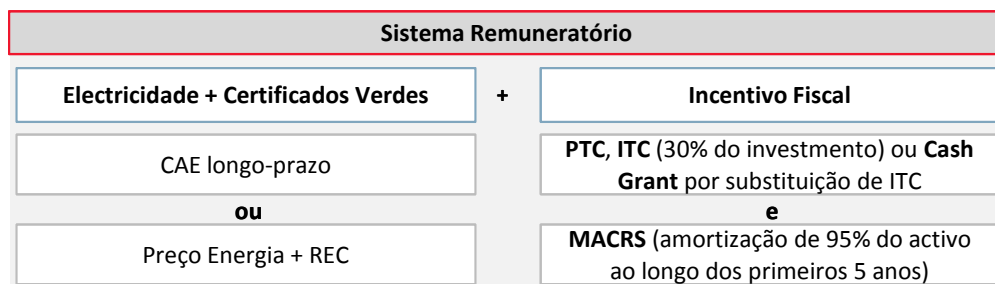 Sistema Remuneratório
Electricidade + Certificados Verdes
+
Incentivo Fiscal
CAE longo-prazo
PTC, ITC (30% do investimento) ou Cash
Grant por substituição de ITC
ou
e
Preço Energia + REC
MACRS (amortização de 95% do activo
ao longo dos primeiros 5 anos)